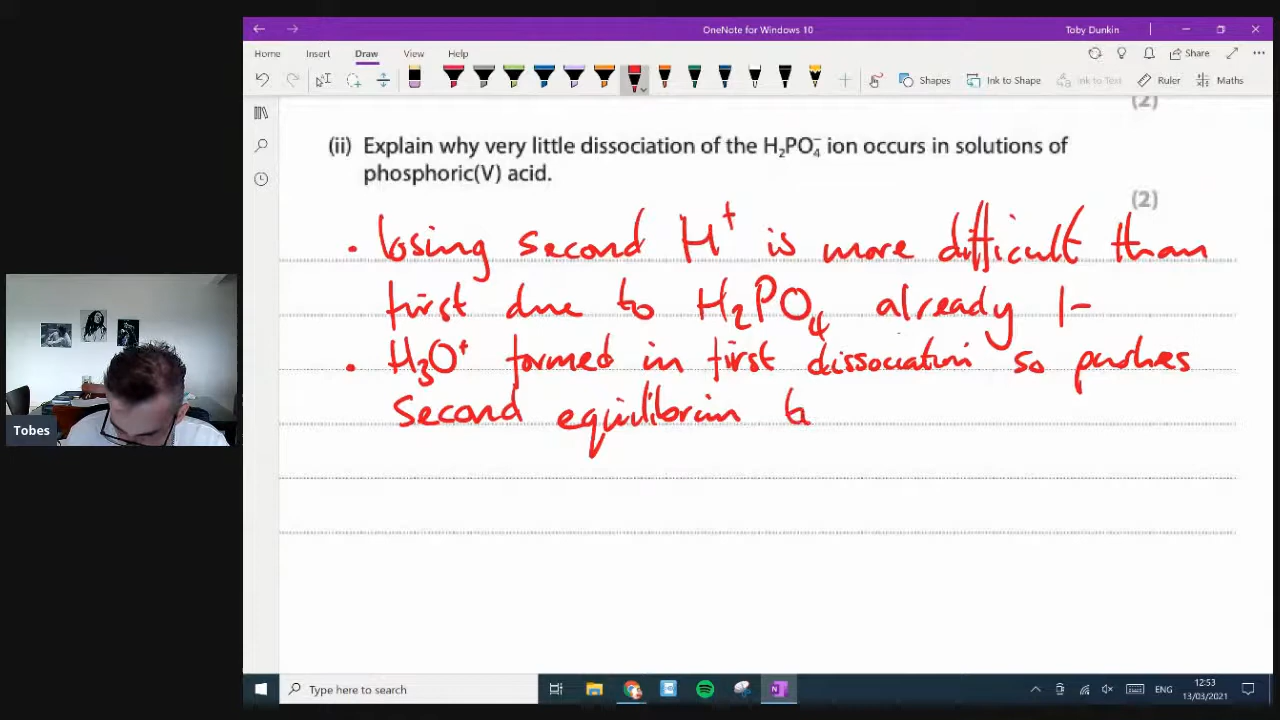 OneNote for Windows 10
Toby Dunkin
Home Insert Draw View Help
Share
Shapes Ink to Shape Ink to Text Ruler Maths
(2)
(ii) Explain why very little dissociation of the H₂PO₄⁻ ion occurs in solutions of
phosphoric(V) acid.
(2)
• losing second H⁺ is more difficult than
first due to H₂PO₄ already 1-
• H₃O⁺ formed in first dissociation so pushes
second equilibrium b
Tobes
Type here to search
ENG
12:53
13/03/2021